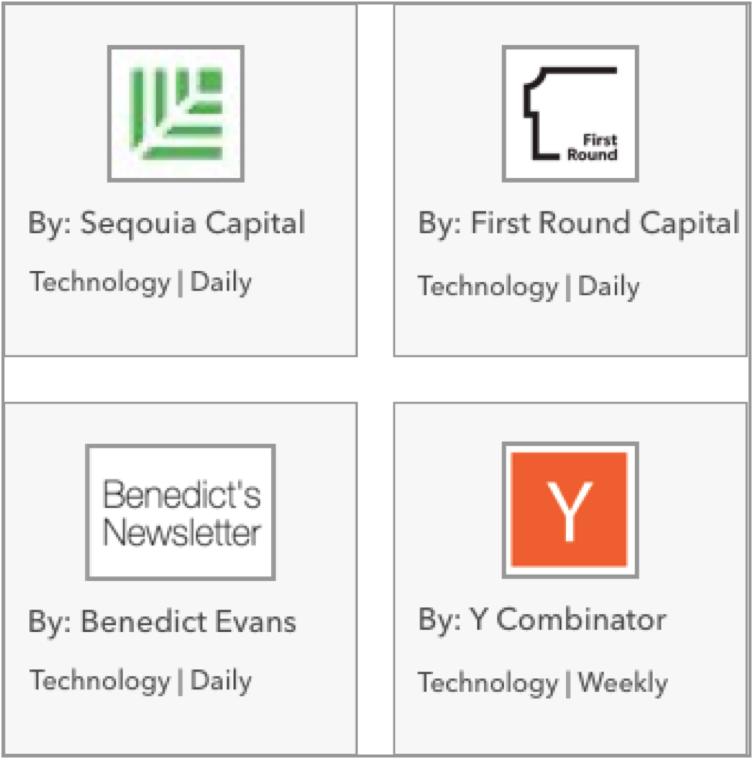 By: Seqouia Capital
Technology | Daily
First
Round
By: First Round Capital
Technology | Daily
Benedict's
Newsletter
By: Benedict Evans
Technology | Daily
Y
By: Y Combinator
Technology | Weekly